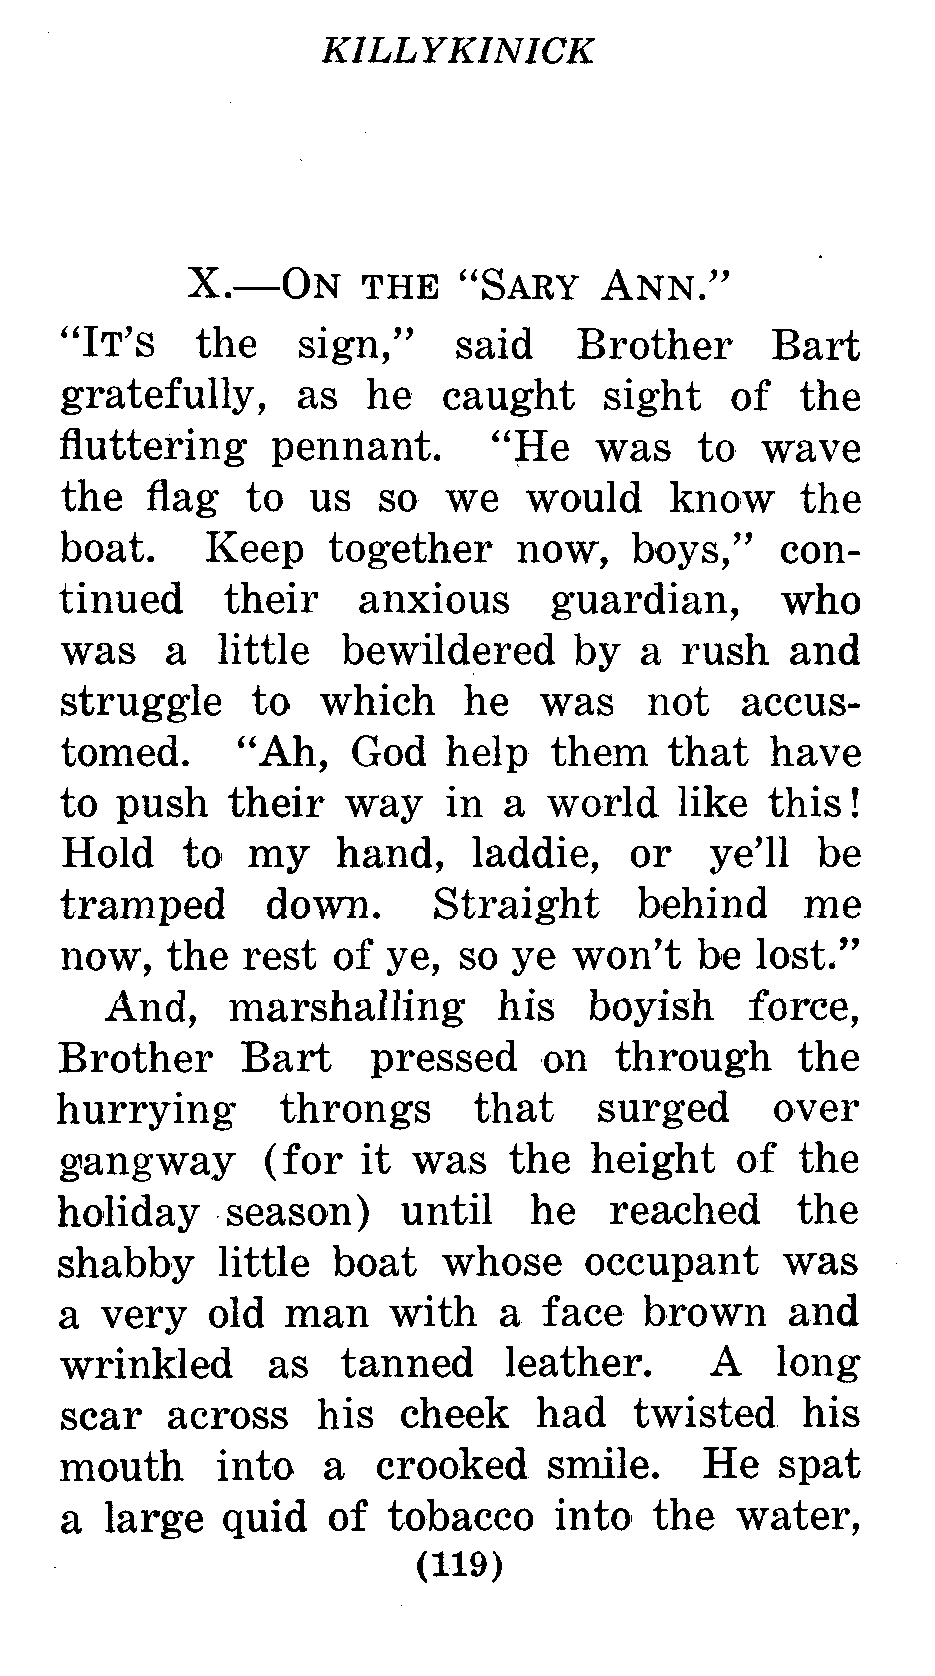 KILLYKINICK
X.—ON THE "SARY ANN."
"IT'S the sign," said Brother Bart
gratefully, as he caught sight of the
fluttering pennant. "He was to wave
the flag to us so we would know the
boat. Keep together now, boys," con-
tinued their anxious guardian, who
was a little bewildered by a rush and
struggle to which he was not accus-
tomed. "Ah, God help them that have
to push their way in a world like this!
Hold to my hand, laddie, or ye'll be
tramped down. Straight behind me
now, the rest of ye, so ye won't be lost."
And, marshalling his boyish force,
Brother Bart pressed on through the
hurrying throngs that surged over
gangway (for it was the height of the
holiday season) until he reached the
shabby little boat whose occupant was
a very old man with a face brown and
wrinkled as tanned leather. A long
scar across his cheek had twisted his
mouth into a crooked smile. He spat
a large quid of tobacco into the water,
(119)